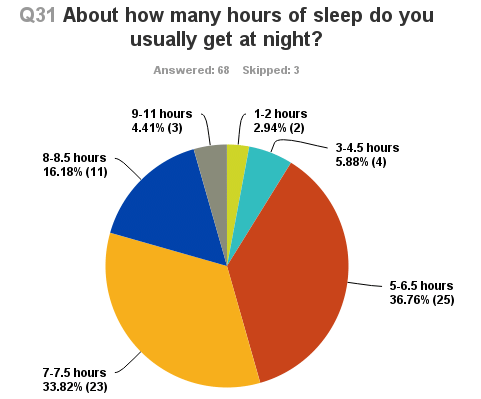 Q31 About how many hours of sleep do you
usually get at night?
Answered: 68 Skipped: 3
9-11 hours
4.41% (3)
1-2 hours
2.94% (2)
3-4.5 hours
5.88% (4)
8-8.5 hours
16.18% (11)
5-6.5 hours
36.76% (25)
7-7.5 hours
33.82% (23)